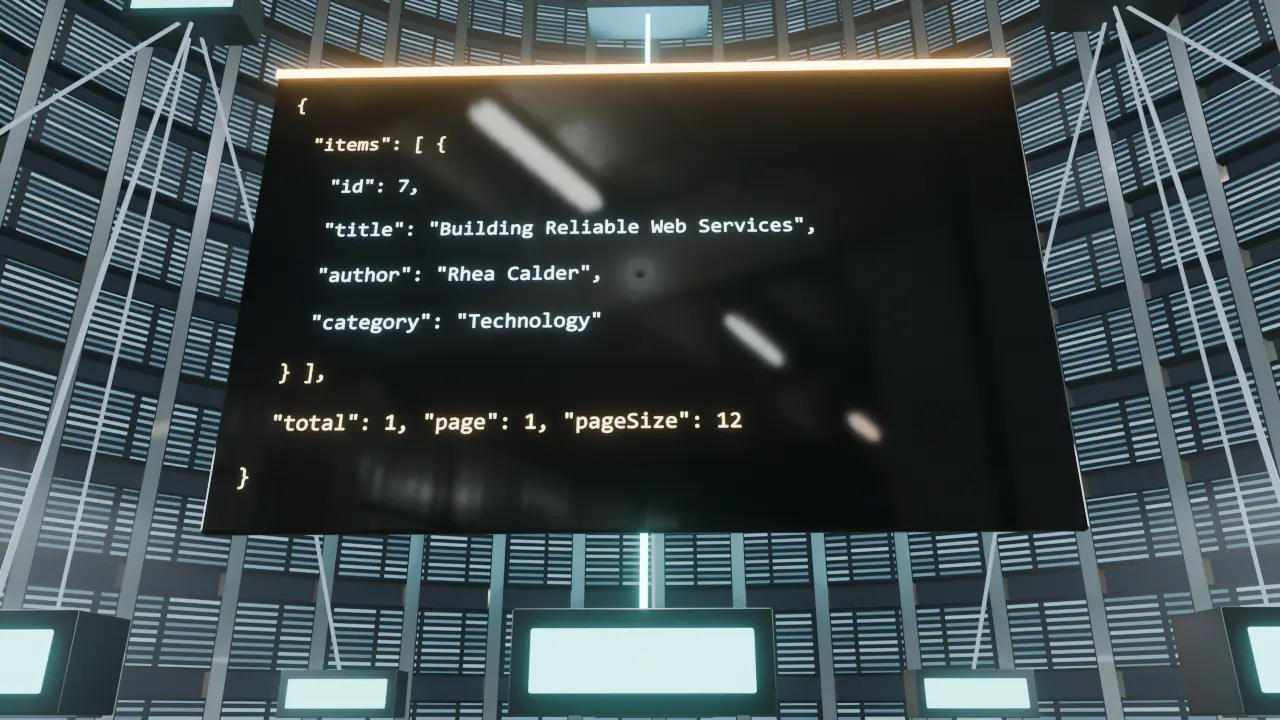 {
"items": [ {
"id": 7,
"title": "Building Reliable Web Services",
"author": "Rhea Calder",
"category": "Technology"
} ],
"total": 1, "page": 1, "pageSize": 12
}